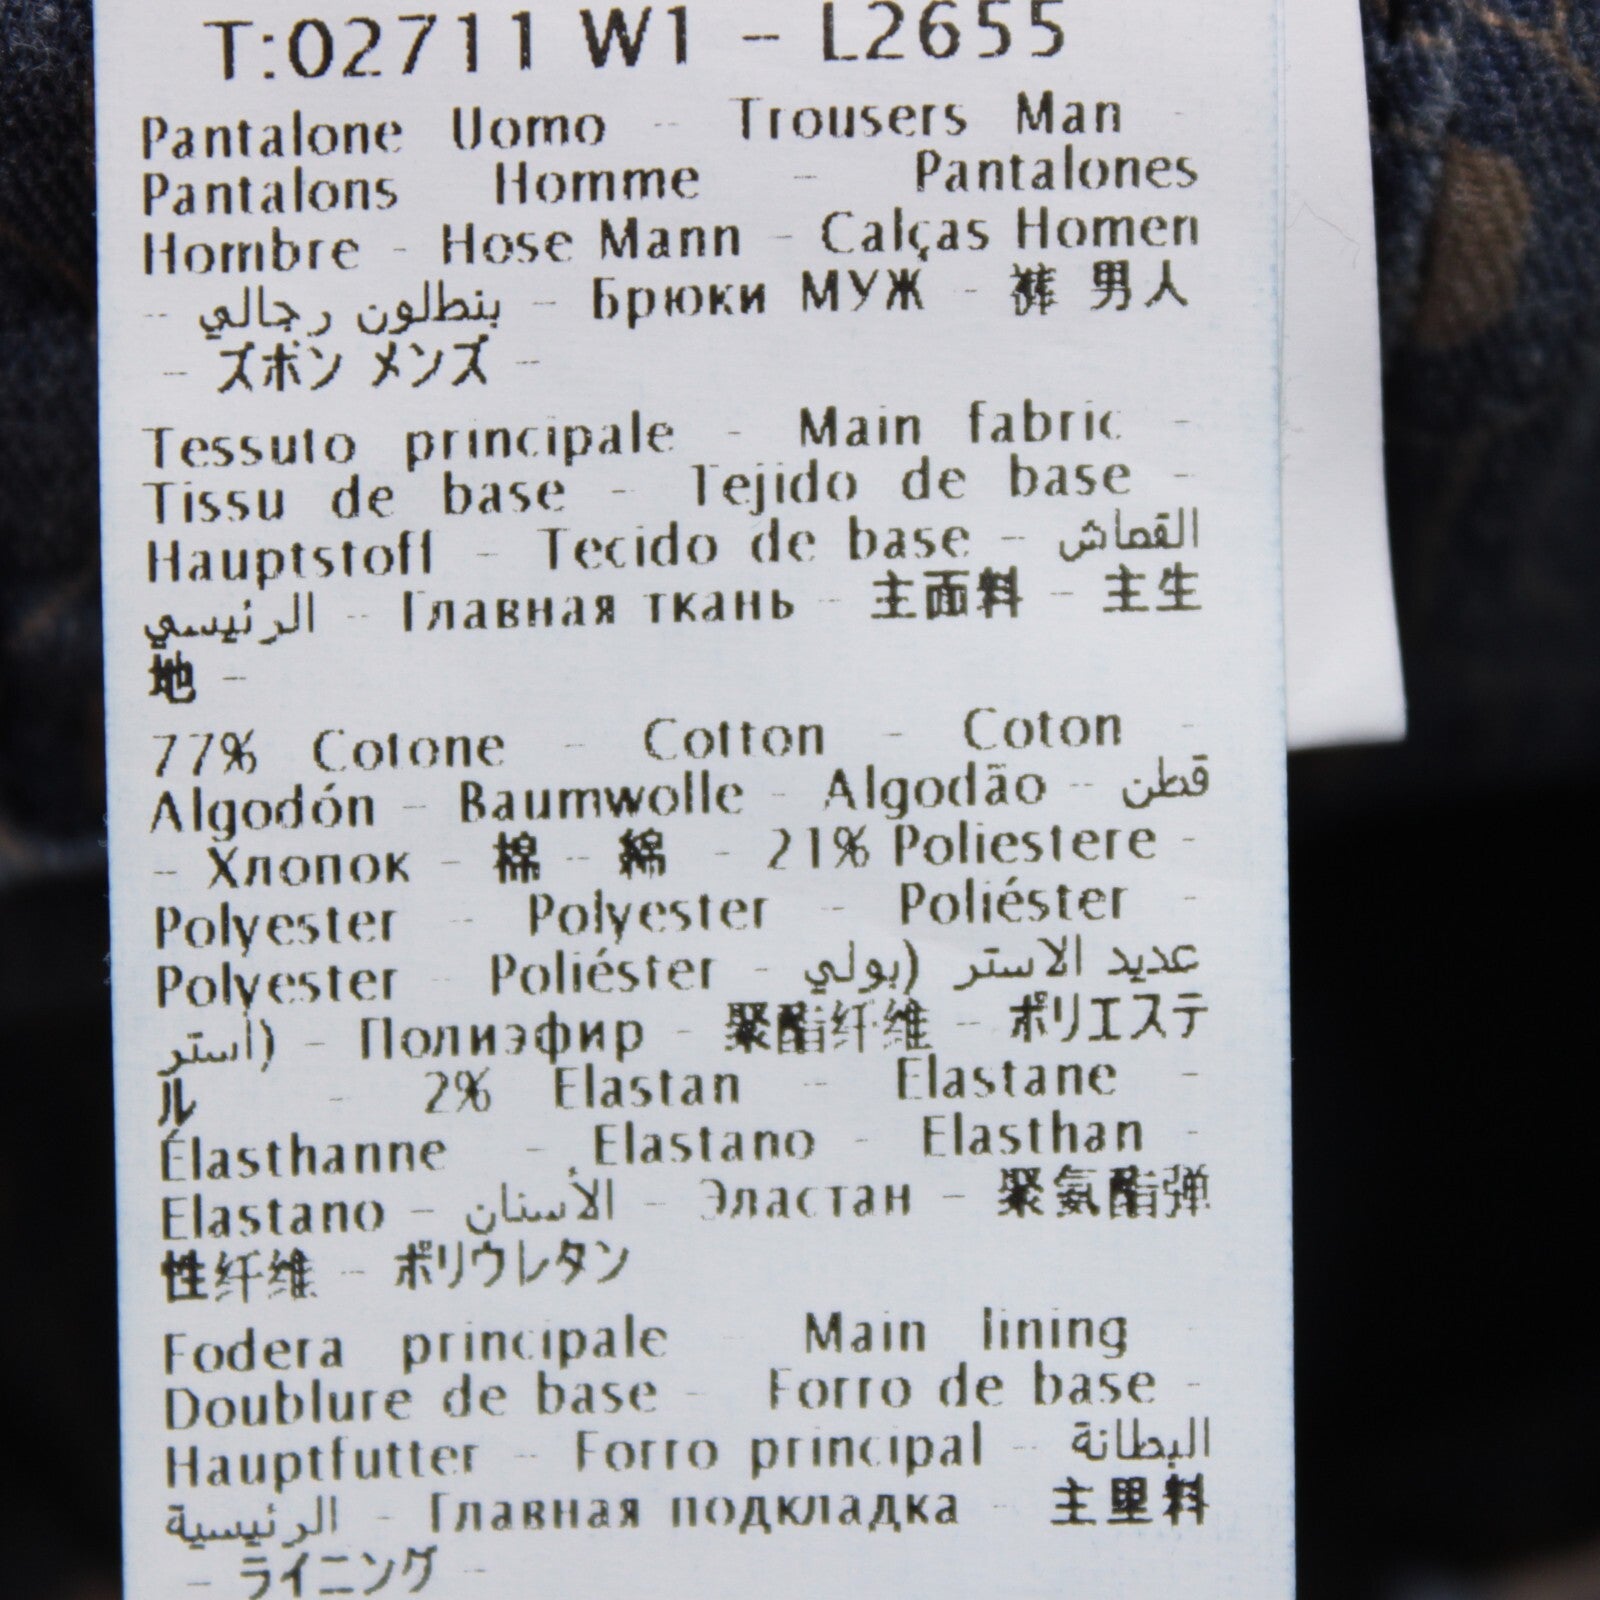 T:02711 W1 - L2655
Pantalone Uomo - Trousers Man -
Pantalons Homme - Pantalones
Hombre - Hose Mann - Calças Homen
- بنطلون رجالي - Брюки МУЖ - 裤 男人
- ズボン メンズ -
Tessuto principale - Main fabric -
Tissu de base - Tejido de base -
Hauptstoff - Tecido de base - القماش
الرئيسي - Главная ткань - 主面料 - 主生
地 -
77% Cotone - Cotton - Coton -
Algodón - Baumwolle - Algodão - قطن
- Хлопок - 棉 - 綿 - 21% Poliestere -
Polyester - Polyester - Poliéster -
Polyester - Poliéster - عديد الاستر (بولي
استر) - Полиэфир - 聚酯纤维 - ポリエステ
ル - 2% Elastan - Elastane -
Élasthanne - Elastano - Elasthan -
Elastano - الأستان - Эластан - 聚氨酯弹
性纤维 - ポリウレタン
Fodera principale - Main lining -
Doublure de base - Forro de base -
Hauptfutter - Forro principal - البطانة
الرئيسية - Главная подкладка - 主里料
- ライニング -